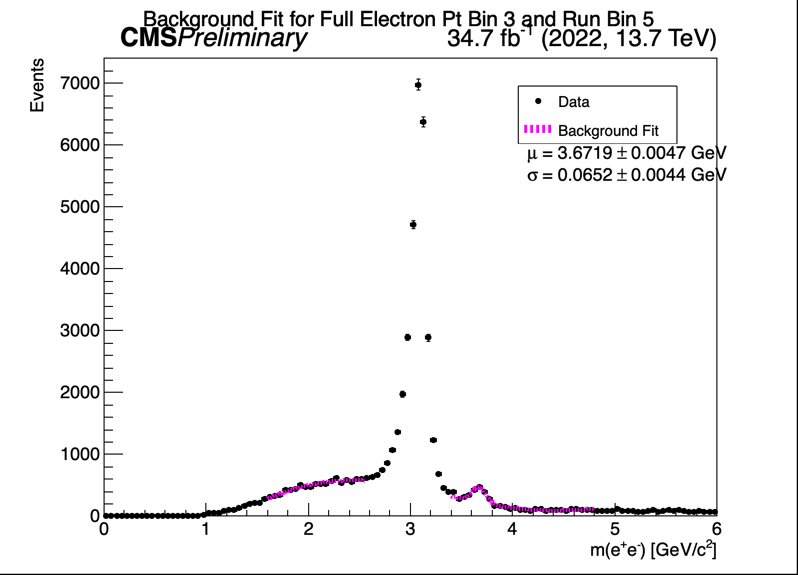 Background Fit for Full Electron Pt Bin 3 and Run Bin 5
CMS Preliminary
34.7 fb⁻¹ (2022, 13.7 TeV)
Events
7000
6000
5000
4000
3000
2000
1000
0
Data
Background Fit
μ = 3.6719 ± 0.0047 GeV
σ = 0.0652 ± 0.0044 GeV
0 1 2 3 4 5 6
m(e⁺e⁻) [GeV/c²]